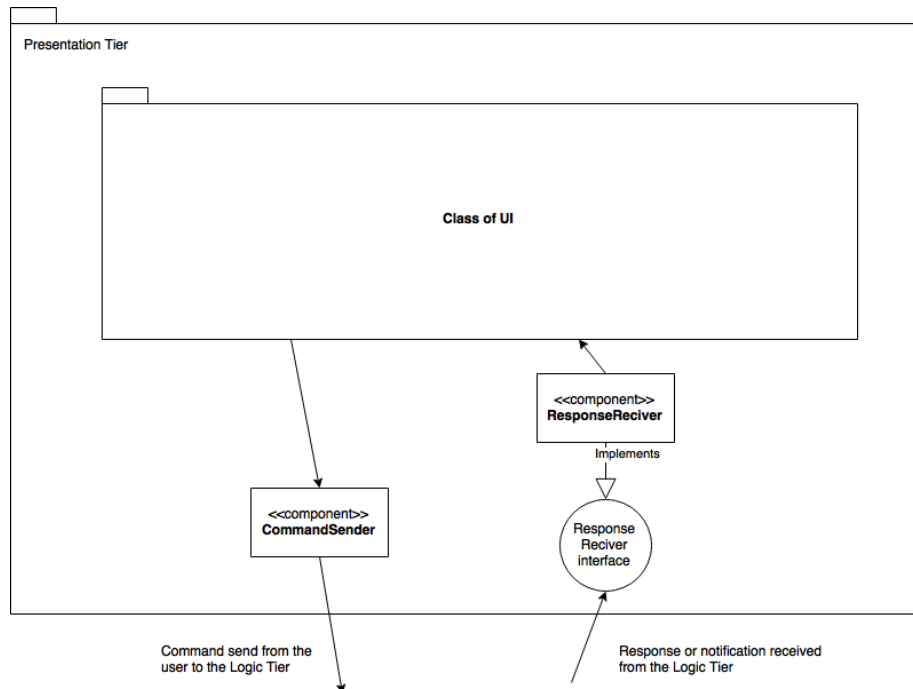 Presentation Tier
Class of UI
<<component>>
ResponseReciver
Implements
<<component>>
CommandSender
Response
Reciver
interface
Command send from the
user to the Logic Tier
Response or notification received
from the Logic Tier